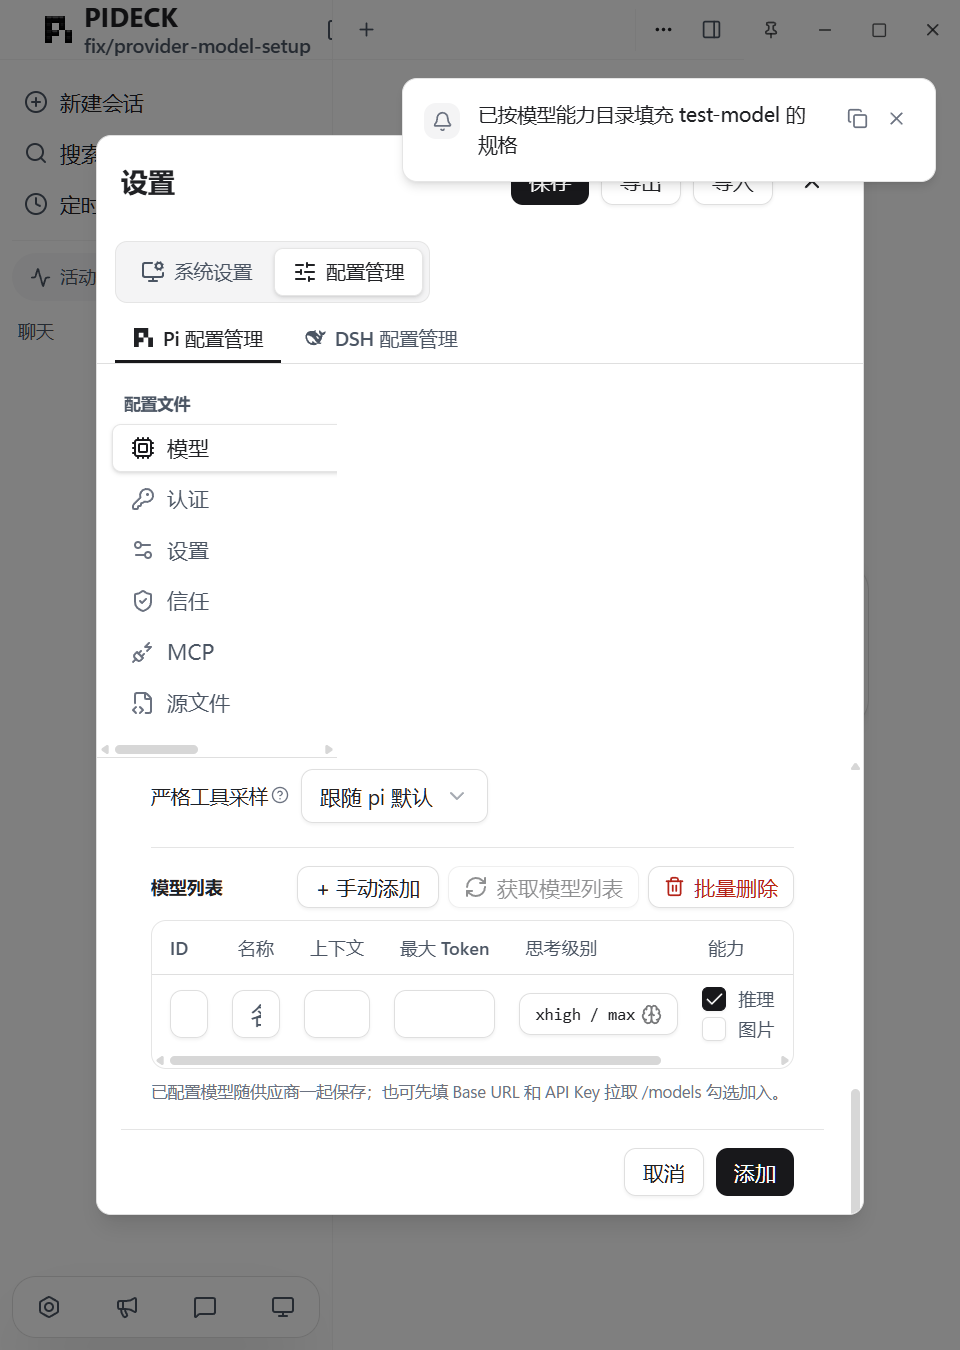 PIDECK
fix/provider-model-setup
新建会话
搜索
定时
活动
聊天
已按模型能力目录填充 test-model 的
规格
设置
保存
导出
导入
系统设置
配置管理
Pi 配置管理
DSH 配置管理
配置文件
模型
认证
设置
信任
MCP
源文件
严格工具采样
跟随 pi 默认
模型列表
+ 手动添加
获取模型列表
批量删除
ID
名称
上下文
最大 Token
思考级别
能力
xhigh / max
推理
图片
已配置模型随供应商一起保存；也可先填 Base URL 和 API Key 拉取 /models 勾选加入。
取消
添加